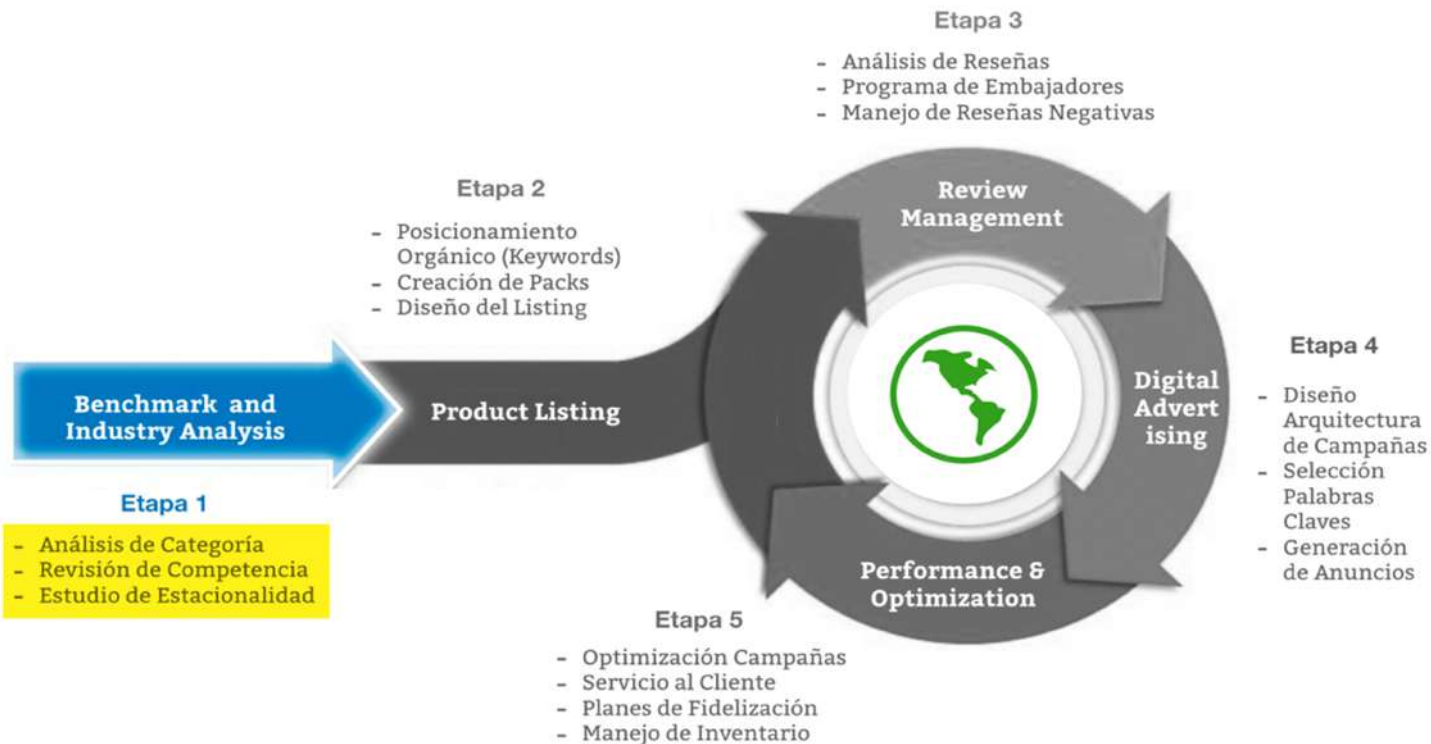 Etapa 3
- Análisis de Reseñas
- Programa de Embajadores
- Manejo de Reseñas Negativas
Etapa 2
- Posicionamiento
Orgánico (Keywords)
- Creación de Packs
- Diseño del Listing
Review
Management
Benchmark and
Industry Analysis
Product Listing
Digital
Advert
ising
Etapa 4
- Diseño
Arquitectura
de Campañas
- Selección
Palabras
Claves
- Generación
de Anuncios
Etapa 1
- Análisis de Categoría
- Revisión de Competencia
- Estudio de Estacionalidad
Performance &
Optimization
Etapa 5
- Optimización Campañas
- Servicio al Cliente
- Planes de Fidelización
- Manejo de Inventario